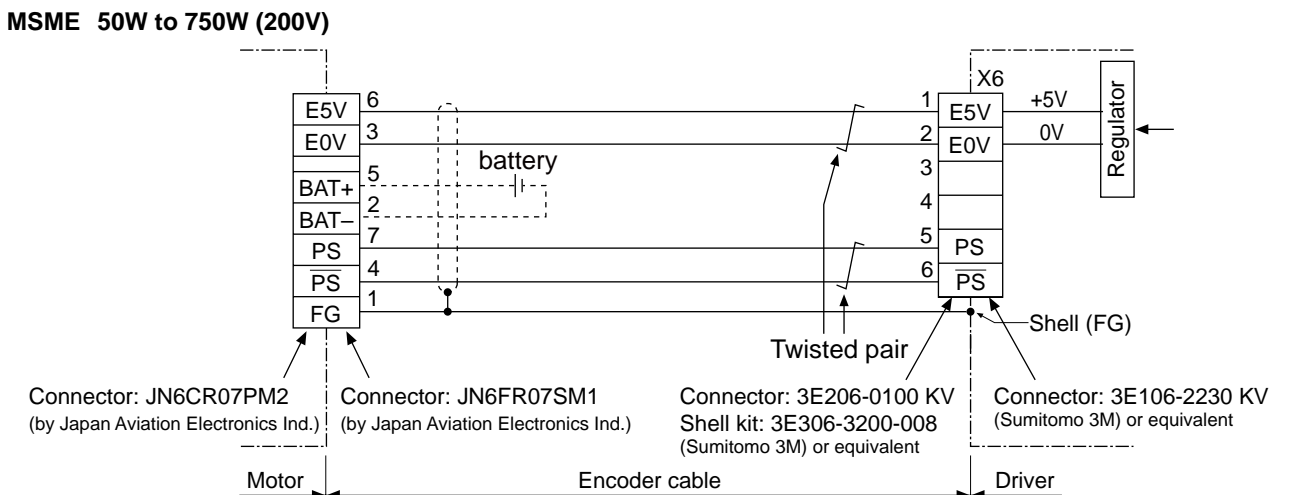 MSME 50W to 750W (200V)
X6
E5V 6 1 E5V +5V
E0V 3 2 E0V 0V
Regulator
battery
BAT+ 5 3
BAT– 2 4
PS 7 5 PS
P̅S̅ 4 6 P̅S̅
FG 1
Shell (FG)
Twisted pair
Connector: JN6CR07PM2
(by Japan Aviation Electronics Ind.)
Connector: JN6FR07SM1
(by Japan Aviation Electronics Ind.)
Connector: 3E206-0100 KV
Shell kit: 3E306-3200-008
(Sumitomo 3M) or equivalent
Connector: 3E106-2230 KV
(Sumitomo 3M) or equivalent
Motor Encoder cable Driver